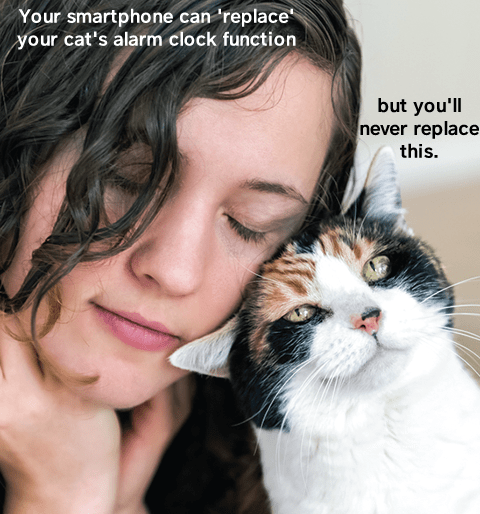 Your smartphone can 'replace'
your cat's alarm clock function
but you'll
never replace
this.